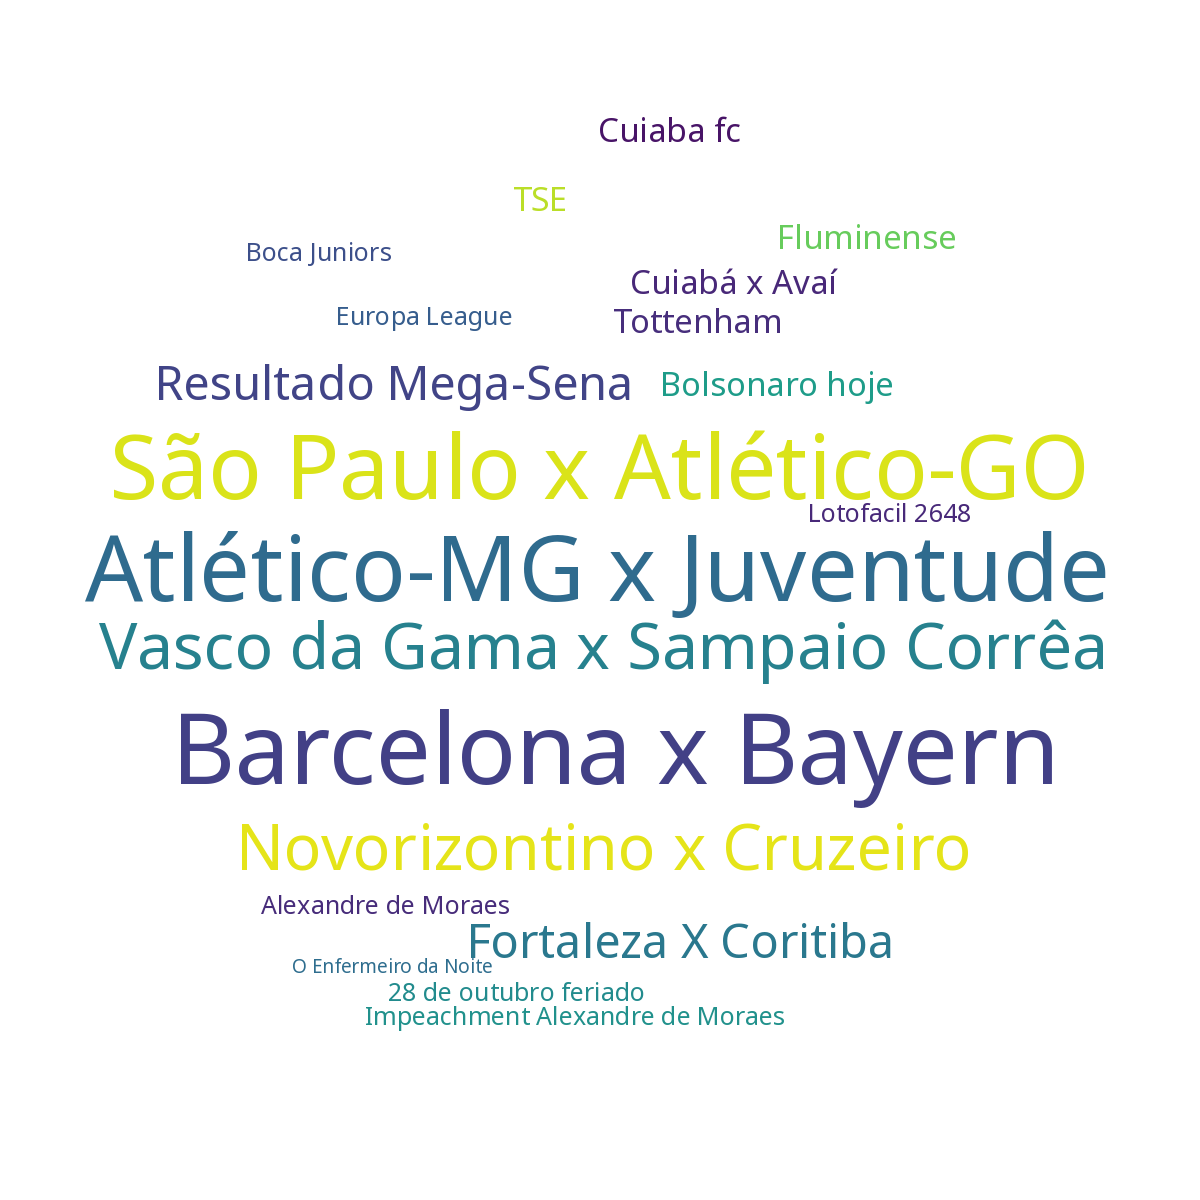 Cuiaba fc
TSE
Fluminense
Boca Juniors
Cuiabá x Avaí
Europa League
Tottenham
Resultado Mega-Sena
Bolsonaro hoje
São Paulo x Atlético-GO
Lotofacil 2648
Atlético-MG x Juventude
Vasco da Gama x Sampaio Corrêa
Barcelona x Bayern
Novorizontino x Cruzeiro
Alexandre de Moraes
Fortaleza X Coritiba
O Enfermeiro da Noite
28 de outubro feriado
Impeachment Alexandre de Moraes